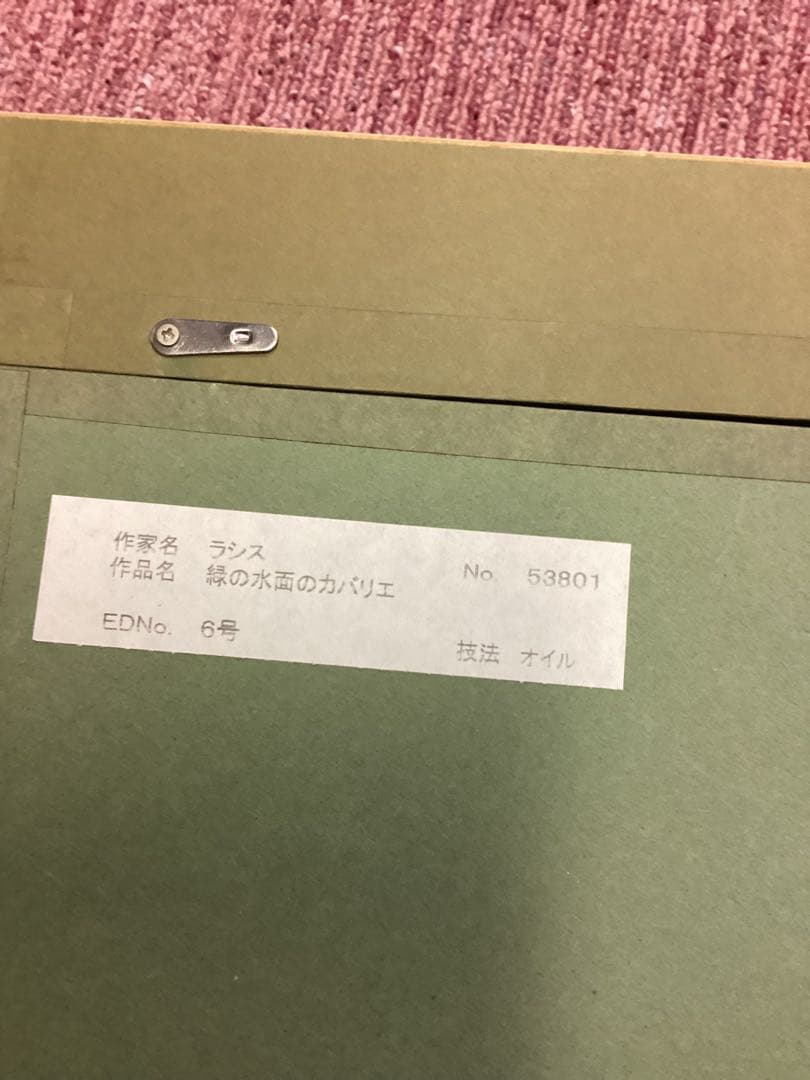 作家名 ラシス No. 53801
作品名 緑の水面のカバリエ
EDNo. 6号
技法 オイル